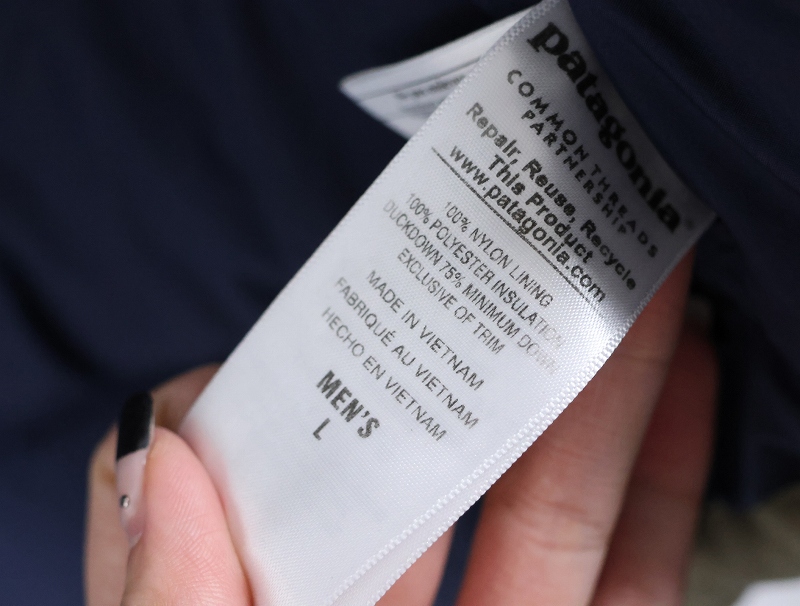 patagonia®
COMMON THREADS
PARTNERSHIP
Repair, Reuse, Recycle
This Product
www.patagonia.com
100% NYLON LINING
100% POLYESTER INSULATION
DUCKDOWN 75% MINIMUM DOWN
EXCLUSIVE OF TRIM
MADE IN VIETNAM
FABRIQUÉ AU VIETNAM
HECHO EN VIETNAM
MEN'S
L